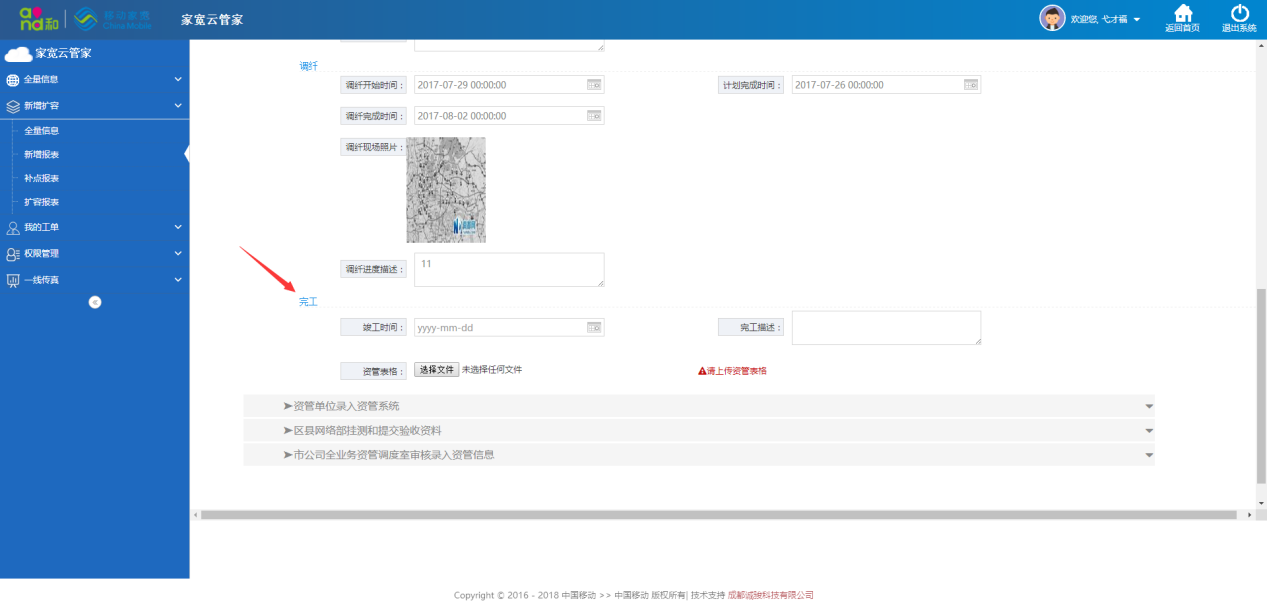 and和 移动家宽 China Mobile 家宽云管家
欢迎您, 弋才福 返回首页 退出系统
家宽云管家
全量信息
新增扩容
全量信息
新增报表
补点报表
扩容报表
我的工单
权限管理
一线传真
调纤
调纤开始时间： 2017-07-29 00:00:00 计划完成时间： 2017-07-26 00:00:00
调纤完成时间： 2017-08-02 00:00:00
调纤现场照片：
调纤进度描述： 11
完工
竣工时间： yyyy-mm-dd 完工描述：
资管表格： 选择文件 未选择任何文件 请上传资管表格
➤资管单位录入资管系统
➤区县网络部挂测和提交验收资料
➤市公司全业务资管调度室审核录入资管信息
Copyright © 2016 - 2018 中国移动 >> 中国移动 版权所有| 技术支持 成都诚骏科技有限公司